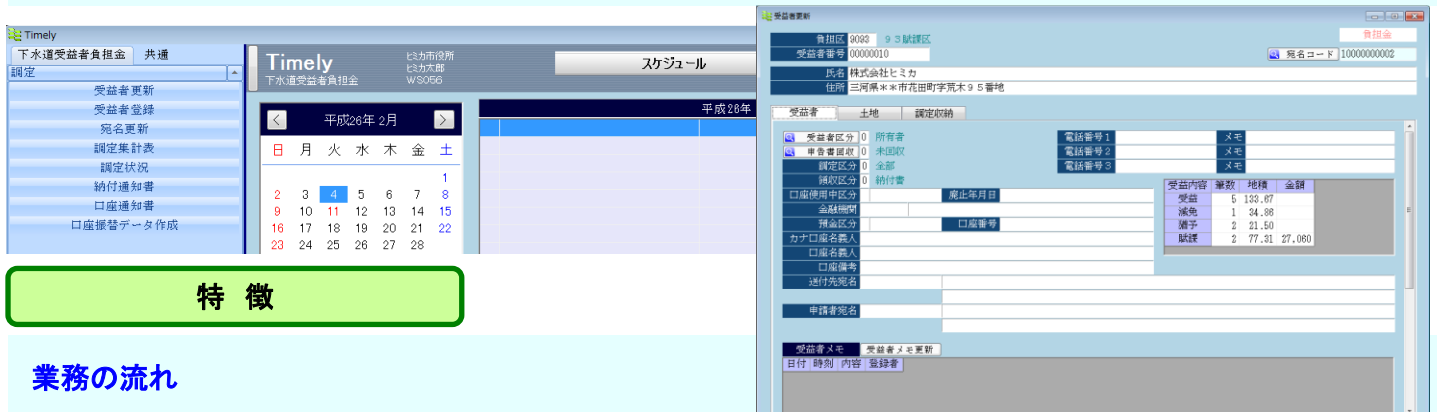 Timely
下水道受益者負担金 共通
調定
受益者更新
受益者登録
宛名更新
調定集計表
調定状況
納付通知書
口座通知書
口座振替データ作成
Timely
下水道受益者負担金
ヒミカ市役所
ヒミカ太郎
WS056
スケジュール
平成26年 2月
日 月 火 水 木 金 土
1
2 3 4 5 6 7 8
9 10 11 12 13 14 15
16 17 18 19 20 21 22
23 24 25 26 27 28
平成26年
特 徴
業務の流れ
受益者更新
負担金
負担区 9093 93賦課区
受益者番号 00000010
宛名コード 10000000002
氏名 株式会社ヒミカ
住所 三河県**市花田町字荒木95番地
受益者 土地 調定収納
受益者区分 0 所有者
申告書回収 0 未回収
調定区分 0 全部
領収区分 0 納付書
口座使用中区分 廃止年月日
金融機関
預金区分 口座番号
カナ口座名義人
口座名義人
口座備考
送付先宛名
申請者宛名
電話番号1 メモ
電話番号2 メモ
電話番号3 メモ
受益内容 筆数 地積 金額
受益 5 133.67
減免 1 34.86
猶予 2 21.50
賦課 2 77.31 27,060
受益者メモ 受益者メモ更新
日付 時刻 内容 登録者